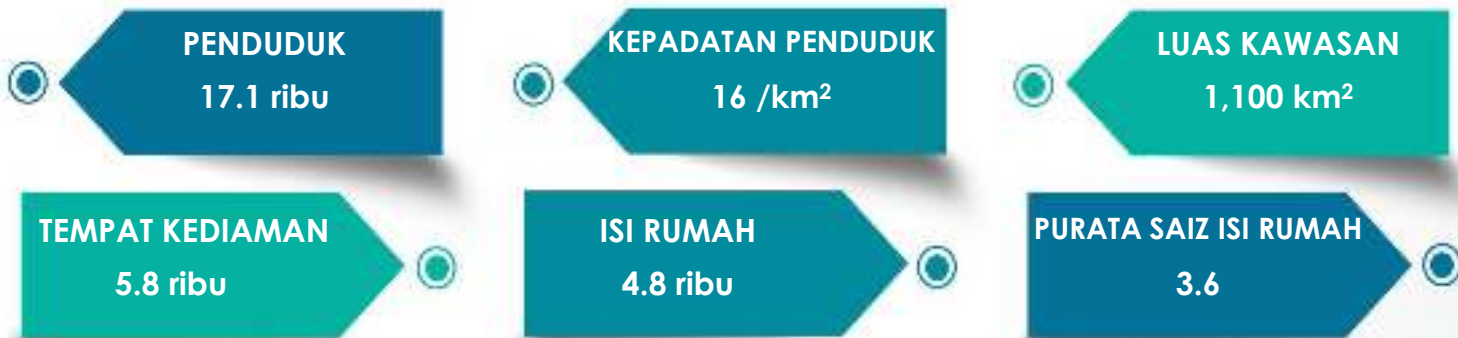 PENDUDUK
17.1 ribu
KEPADATAN PENDUDUK
16 /km²
LUAS KAWASAN
1,100 km²
TEMPAT KEDIAMAN
5.8 ribu
ISI RUMAH
4.8 ribu
PURATA SAIZ ISI RUMAH
3.6